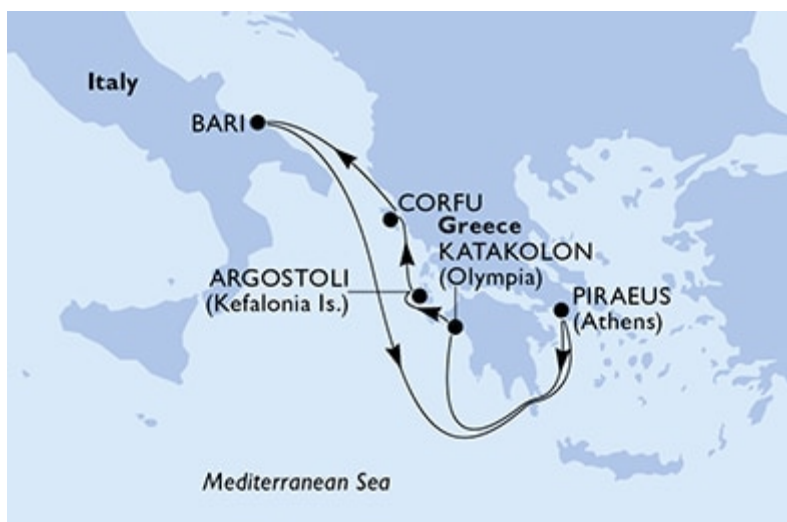 Italy
BARI
CORFU
Greece
KATAKOLON
(Olympia)
ARGOSTOLI
(Kefalonia Is.)
PIRAEUS
(Athens)
Mediterranean Sea